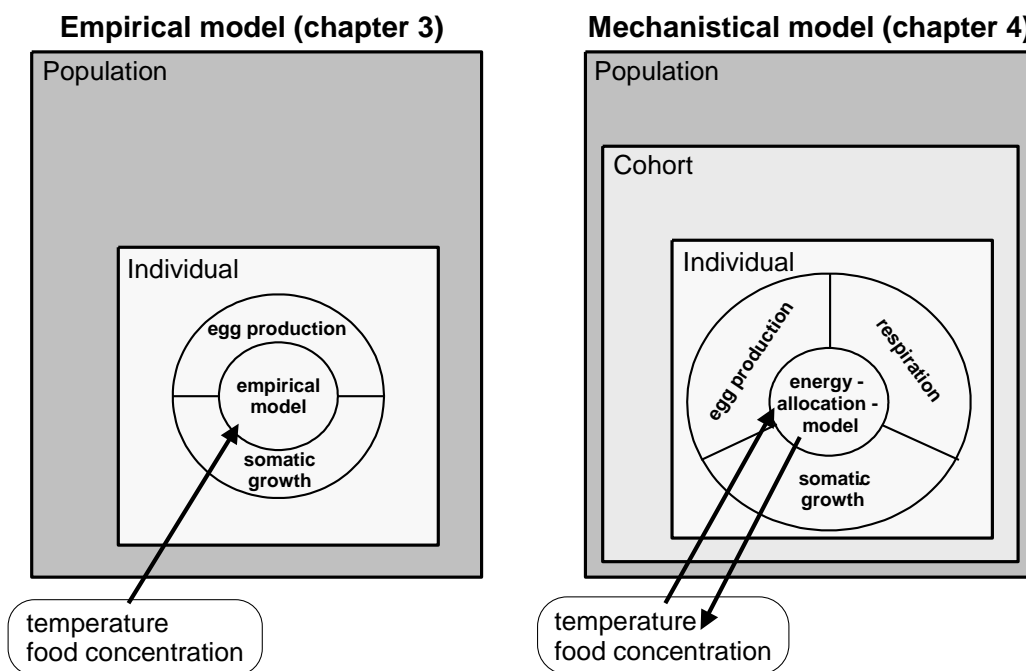 Empirical model (chapter 3)
Population
Individual
egg production
empirical
model
somatic
growth
temperature
food concentration
Mechanistical model (chapter 4)
Population
Cohort
Individual
egg production
respiration
energy -
allocation -
model
somatic
growth
temperature
food concentration